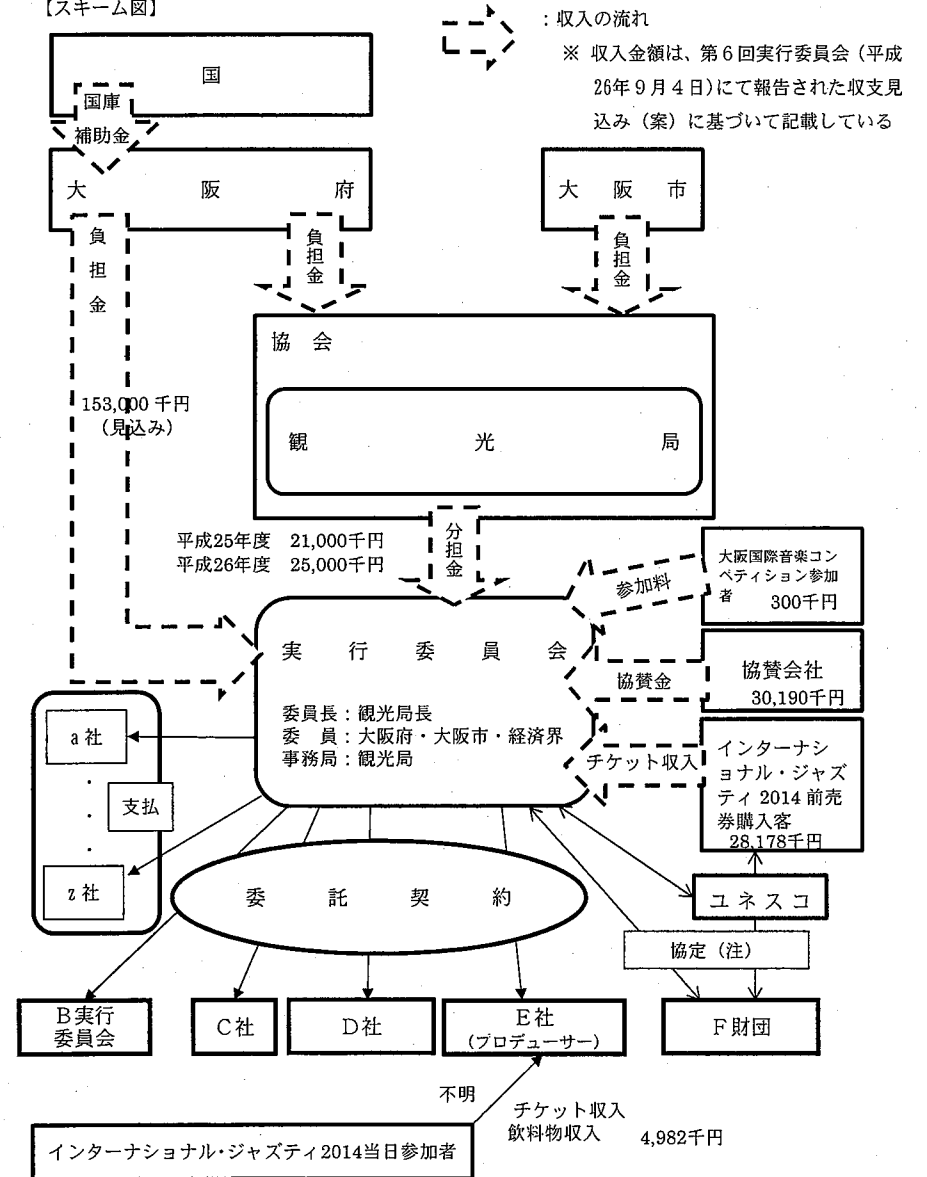 【スキーム図】
：収入の流れ
※ 収入金額は、第６回実行委員会（平成
26年９月４日）にて報告された収支見
込み（案）に基づいて記載している
国
国庫
補助金
大　阪　府
大　阪　市
負担金
負担金
負担金
153,000 千円
（見込み）
協　会
観　光　局
平成25年度　21,000千円
平成26年度　25,000千円
分担金
大阪国際音楽コン
ペティション参加
者　300千円
参加料
実　行　委　員　会
委員長：観光局長
委　員：大阪府・大阪市・経済界
事務局：観光局
協賛会社
30,190千円
協賛金
チケット収入
インターナシ
ョナル・ジャズ
ティ 2014 前売
券購入客
28,178千円
a 社
・
・
・
z 社
支払
委　託　契　約
ユネスコ
協定（注）
Ｂ実行
委員会
Ｃ社
Ｄ社
Ｅ社
（プロデューサー）
Ｆ財団
不明
チケット収入
飲料物収入　4,982千円
インターナショナル・ジャズティ2014当日参加者